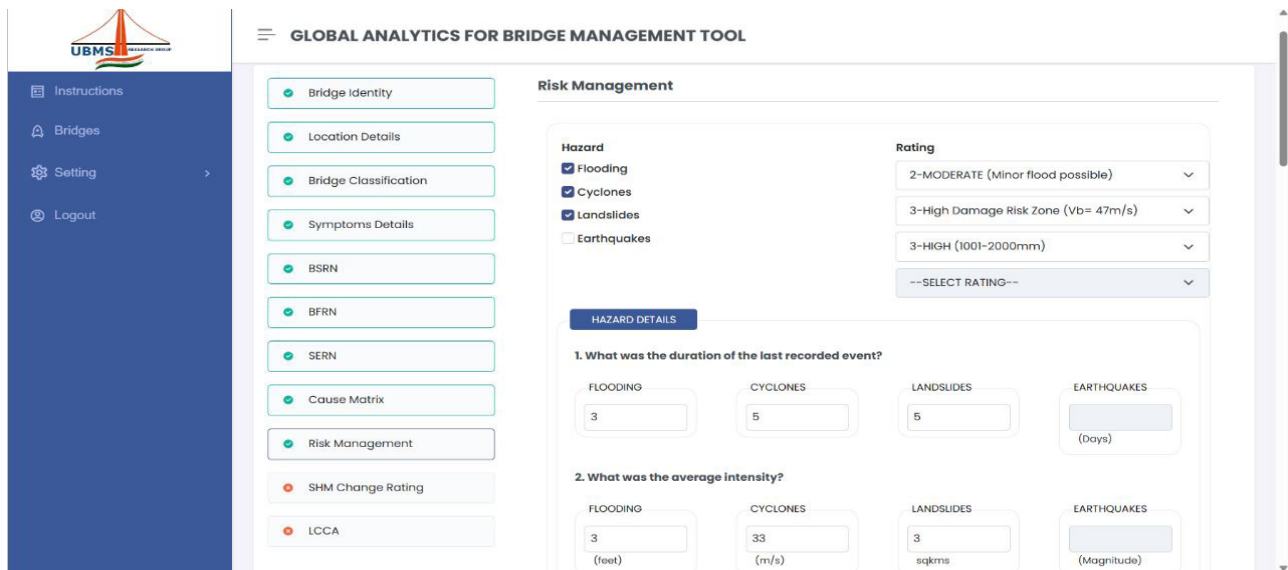 UBMS RESEARCH GROUP
GLOBAL ANALYTICS FOR BRIDGE MANAGEMENT TOOL
Instructions
Bridges
Setting
Logout
Bridge Identity
Location Details
Bridge Classification
Symptoms Details
BSRN
BFRN
SERN
Cause Matrix
Risk Management
SHM Change Rating
LCCA
Risk Management
Hazard
Rating
Flooding
2-MODERATE (Minor flood possible)
Cyclones
3-High Damage Risk Zone (Vb= 47m/s)
Landslides
3-HIGH (1001-2000mm)
Earthquakes
--SELECT RATING--
HAZARD DETAILS
1. What was the duration of the last recorded event?
FLOODING CYCLONES LANDSLIDES EARTHQUAKES
3 5 5
(Days)
2. What was the average intensity?
FLOODING CYCLONES LANDSLIDES EARTHQUAKES
3 33 3
(feet) (m/s) sqkms (Magnitude)